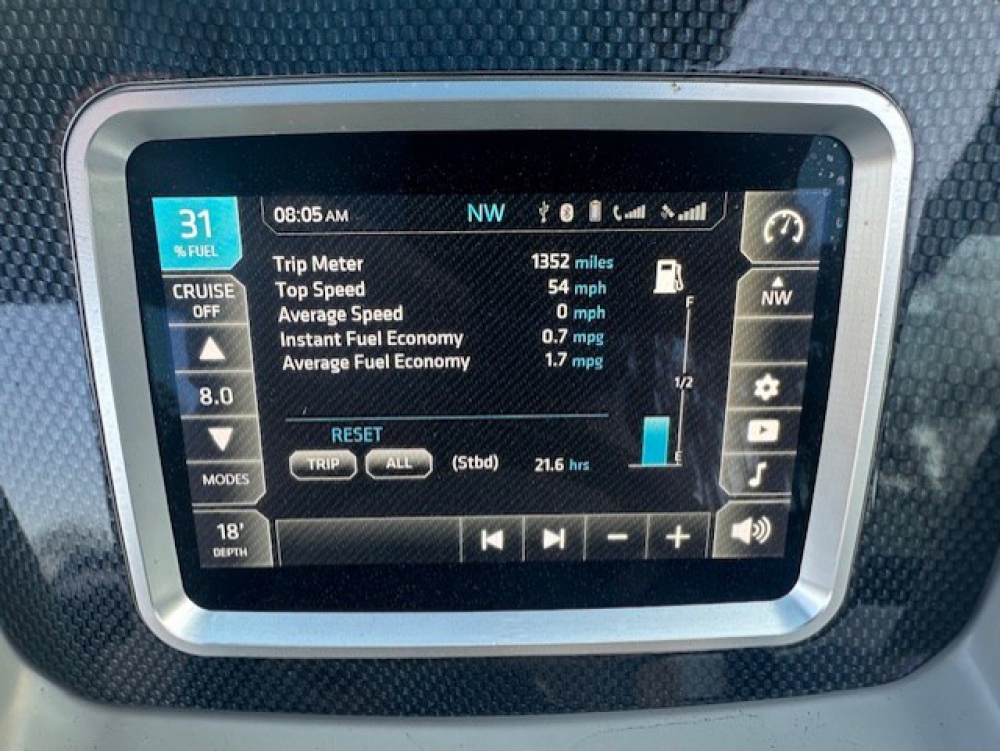 31
% FUEL
08:05 AM NW
NW
CRUISE
OFF
8.0
MODES
18'
DEPTH
Trip Meter 1352 miles
Top Speed 54 mph
Average Speed 0 mph
Instant Fuel Economy 0.7 mpg
Average Fuel Economy 1.7 mpg
F
1/2
E
RESET
TRIP ALL (Stbd) 21.6 hrs